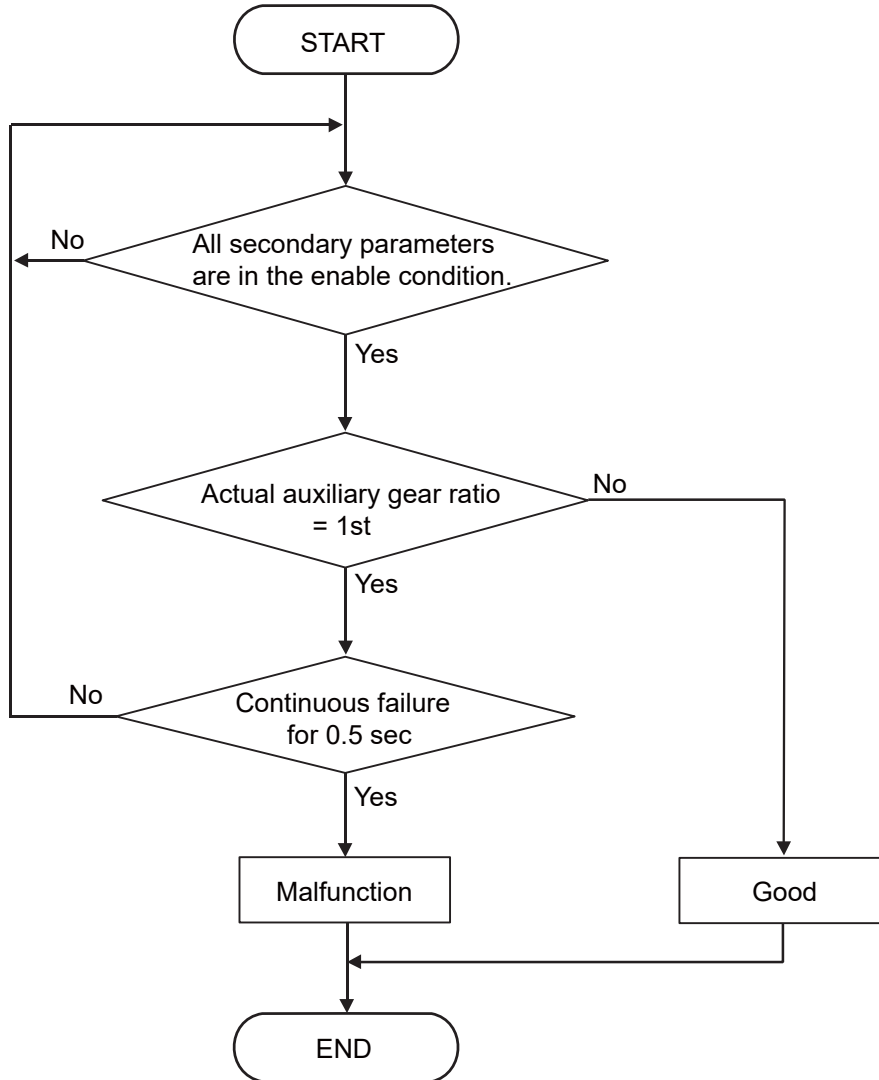 START
No
All secondary parameters
are in the enable condition.
Yes
Actual auxiliary gear ratio
= 1st
No
Yes
No
Continuous failure
for 0.5 sec
Yes
Malfunction
Good
END